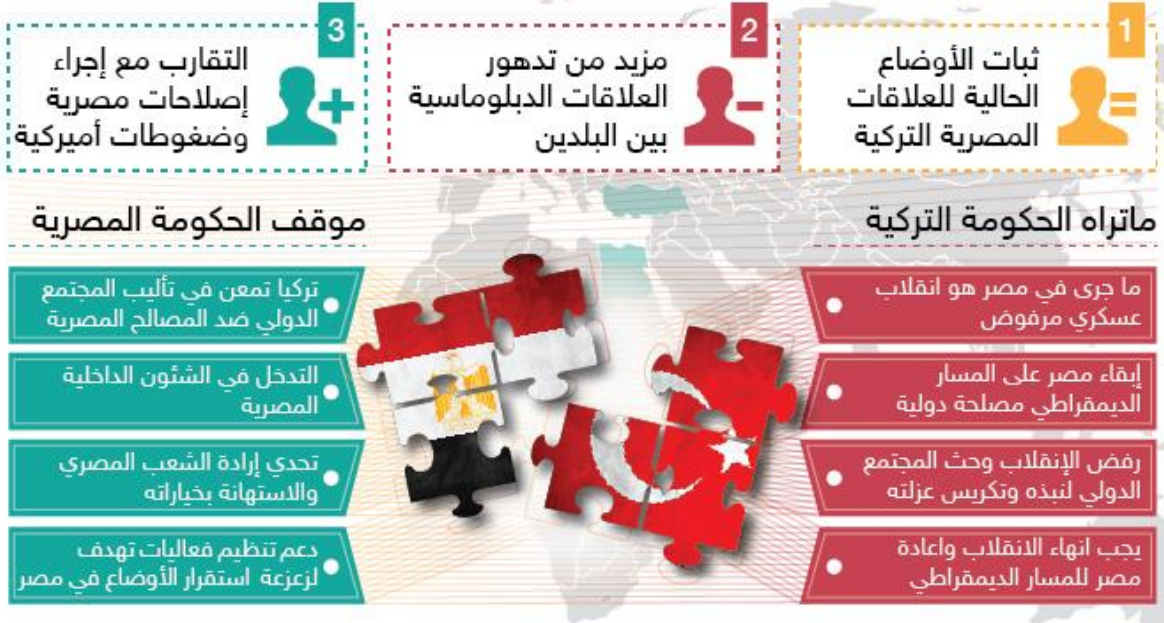 1
ثبات الأوضاع
الحالية للعلاقات
المصرية التركية
2
مزيد من تدهور
العلاقات الدبلوماسية
بين البلدين
3
التقارب مع إجراء
إصلاحات مصرية
وضغوطات أميركية
ماتراه الحكومة التركية
ما جرى في مصر هو انقلاب
عسكري مرفوض
إبقاء مصر على المسار
الديمقراطي مصلحة دولية
رفض الإنقلاب وحث المجتمع
الدولي لنبذه وتكريس عزلته
يجب انهاء الانقلاب واعادة
مصر للمسار الديمقراطي
موقف الحكومة المصرية
تركيا تمعن في تأليب المجتمع
الدولي ضد المصالح المصرية
التدخل في الشئون الداخلية
المصرية
تحدي إرادة الشعب المصري
والاستهانة بخياراته
دعم تنظيم فعاليات تهدف
لزعزعة استقرار الأوضاع في مصر